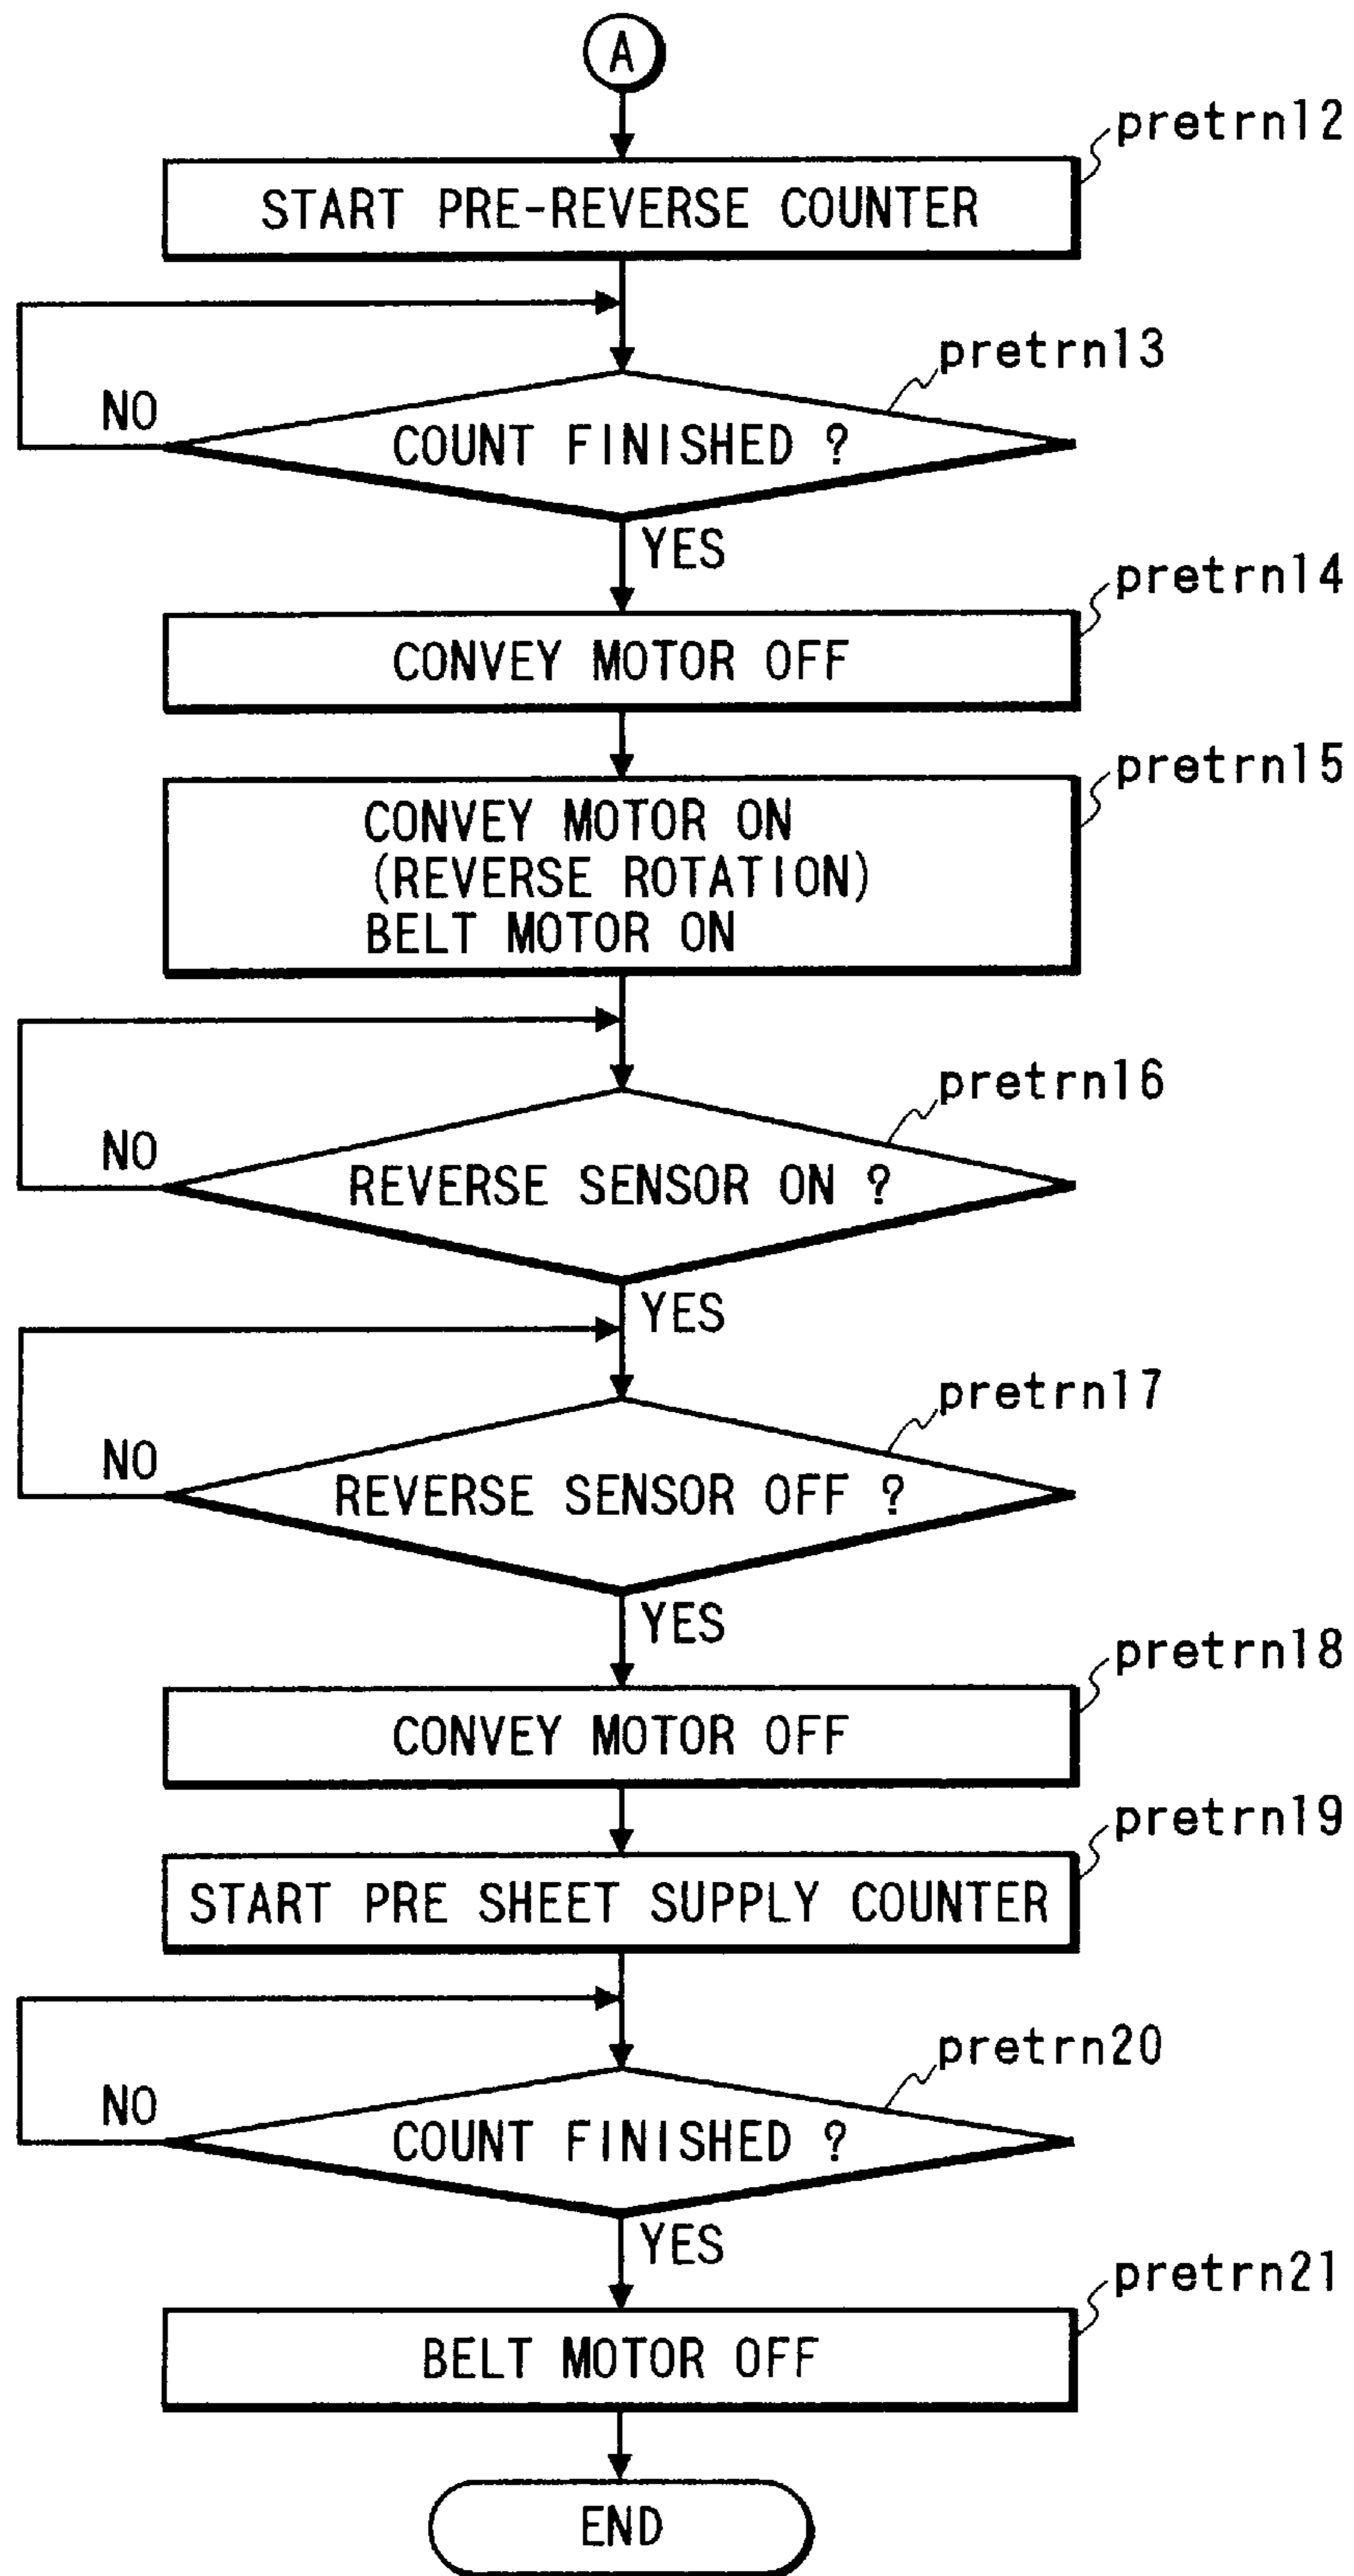 A
pretrn12
START PRE-REVERSE COUNTER
pretrn13
NO
COUNT FINISHED ?
YES
pretrn14
CONVEY MOTOR OFF
pretrn15
CONVEY MOTOR ON
(REVERSE ROTATION)
BELT MOTOR ON
pretrn16
NO
REVERSE SENSOR ON ?
YES
pretrn17
NO
REVERSE SENSOR OFF ?
YES
pretrn18
CONVEY MOTOR OFF
pretrn19
START PRE SHEET SUPPLY COUNTER
pretrn20
NO
COUNT FINISHED ?
YES
pretrn21
BELT MOTOR OFF
END